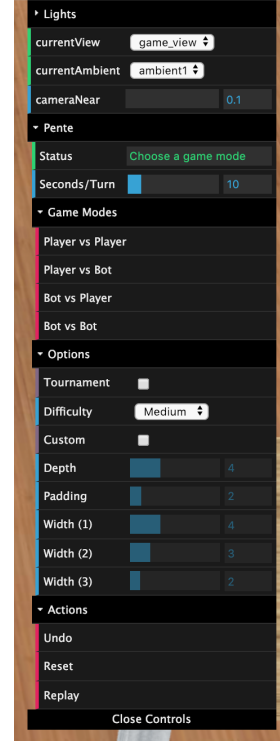 Lights
currentView game_view
currentAmbient ambient1
cameraNear 0.1
Pente
Status Choose a game mode
Seconds/Turn 10
Game Modes
Player vs Player
Player vs Bot
Bot vs Player
Bot vs Bot
Options
Tournament
Difficulty Medium
Custom
Depth 4
Padding 2
Width (1) 4
Width (2) 3
Width (3) 2
Actions
Undo
Reset
Replay
Close Controls